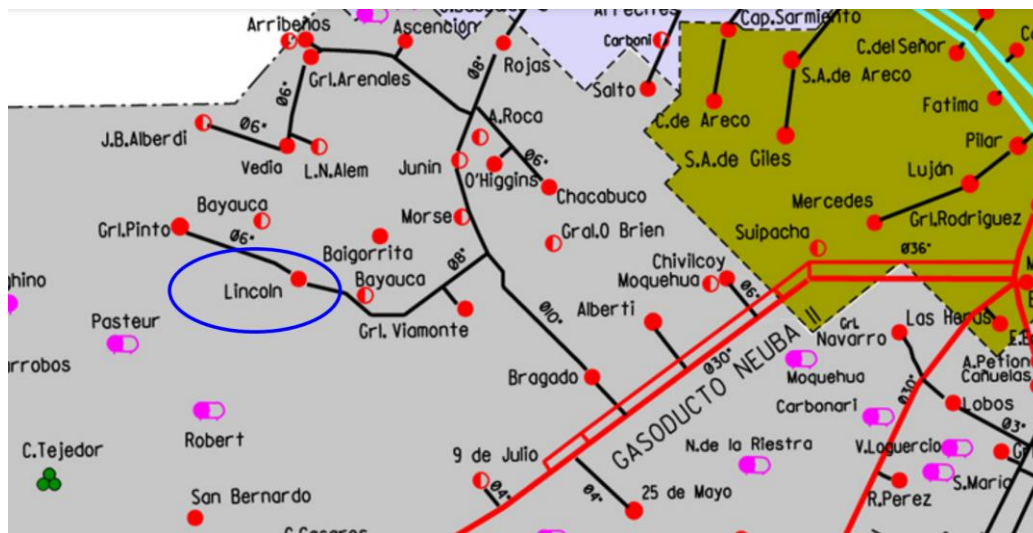 Arribeños
Ascención
Grl.Arenales
Ø6"
Ø6"
J.B.Alberdi
Vedia
L.N.Alem
Rojas
Ø8"
A.Roca
Ø6"
Junin
O'Higgins
Chacabuco
Carboni
Salto
Cap.Sarmiento
C.de Areco
S.A.de Areco
S.A.de Giles
C.del Señor
Fatima
Pilar
Luján
Mercedes
Grl.Rodriguez
Suipacha
Ø36"
Bayauca
Grl.Pinto
Ø6"
Lincoln
Baigorrita
Bayauca
Morse
Ø8"
Gral.O Brien
Grl. Viamonte
Ø10"
Chivilcoy
Moquehua
Ø6"
Alberti
Ø30"
GASODUCTO NEUBA II
Bragado
Pasteur
Robert
C.Tejedor
San Bernardo
9 de Julio
Ø4"
Ø4"
25 de Mayo
N.de la Riestra
Moquehua
Carbonari
Grl.
Navarro
Las Heras
Ø30"
A.Petion
Cañuelas
Lobos
Ø3"
V.Loguercio
S.Maria
R.Perez